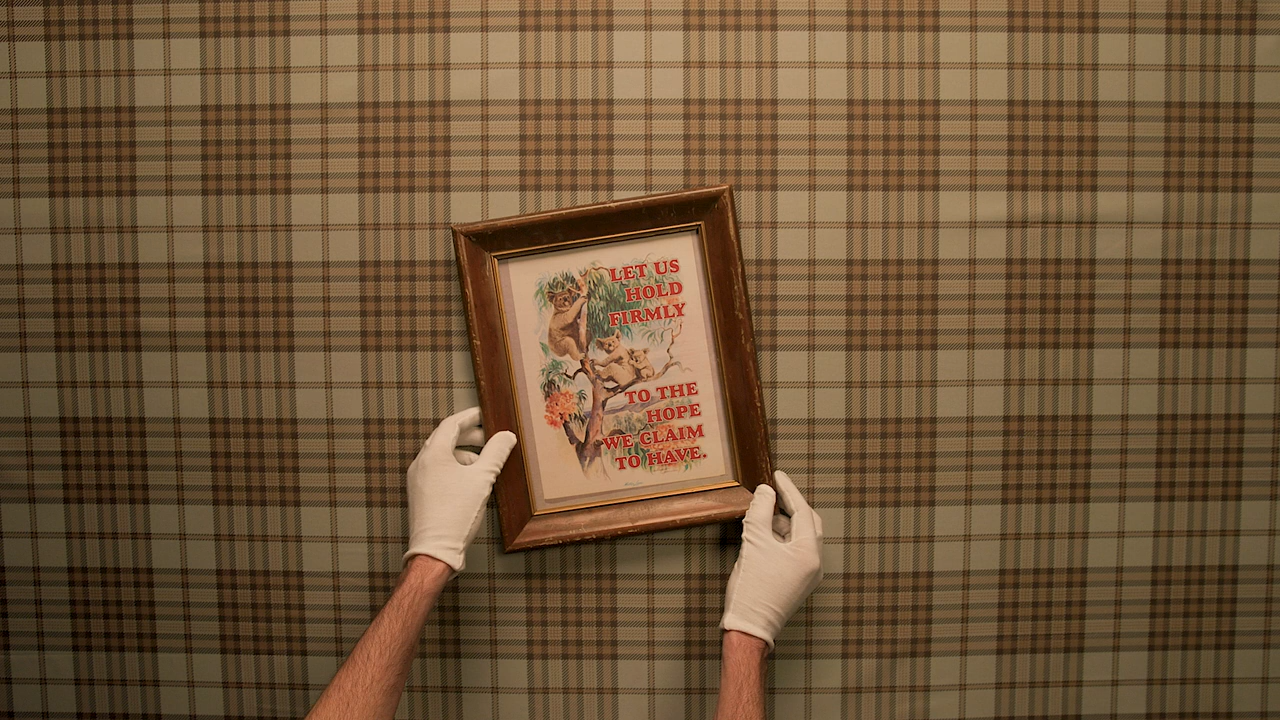 LET US
HOLD
FIRMLY
TO THE
HOPE
WE CLAIM
TO HAVE.